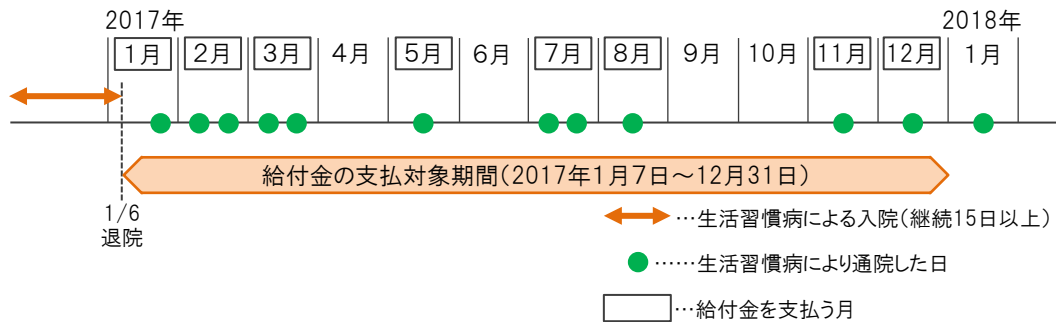 2017年 2018年
1月 2月 3月 4月 5月 6月 7月 8月 9月 10月 11月 12月 1月
給付金の支払対象期間(2017年1月7日～12月31日)
1/6
退院
…生活習慣病による入院(継続15日以上)
……生活習慣病により通院した日
…給付金を支払う月